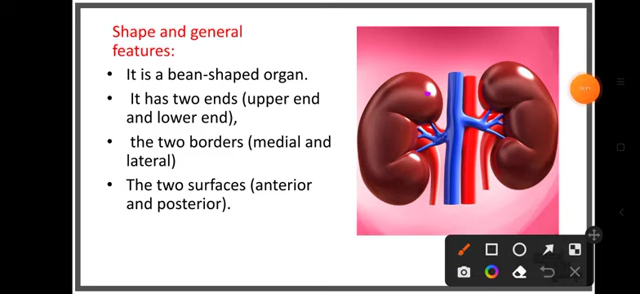 Shape and general
features:
• It is a bean-shaped organ.
• It has two ends (upper end
and lower end),
• the two borders (medial and
lateral)
• The two surfaces (anterior
and posterior).